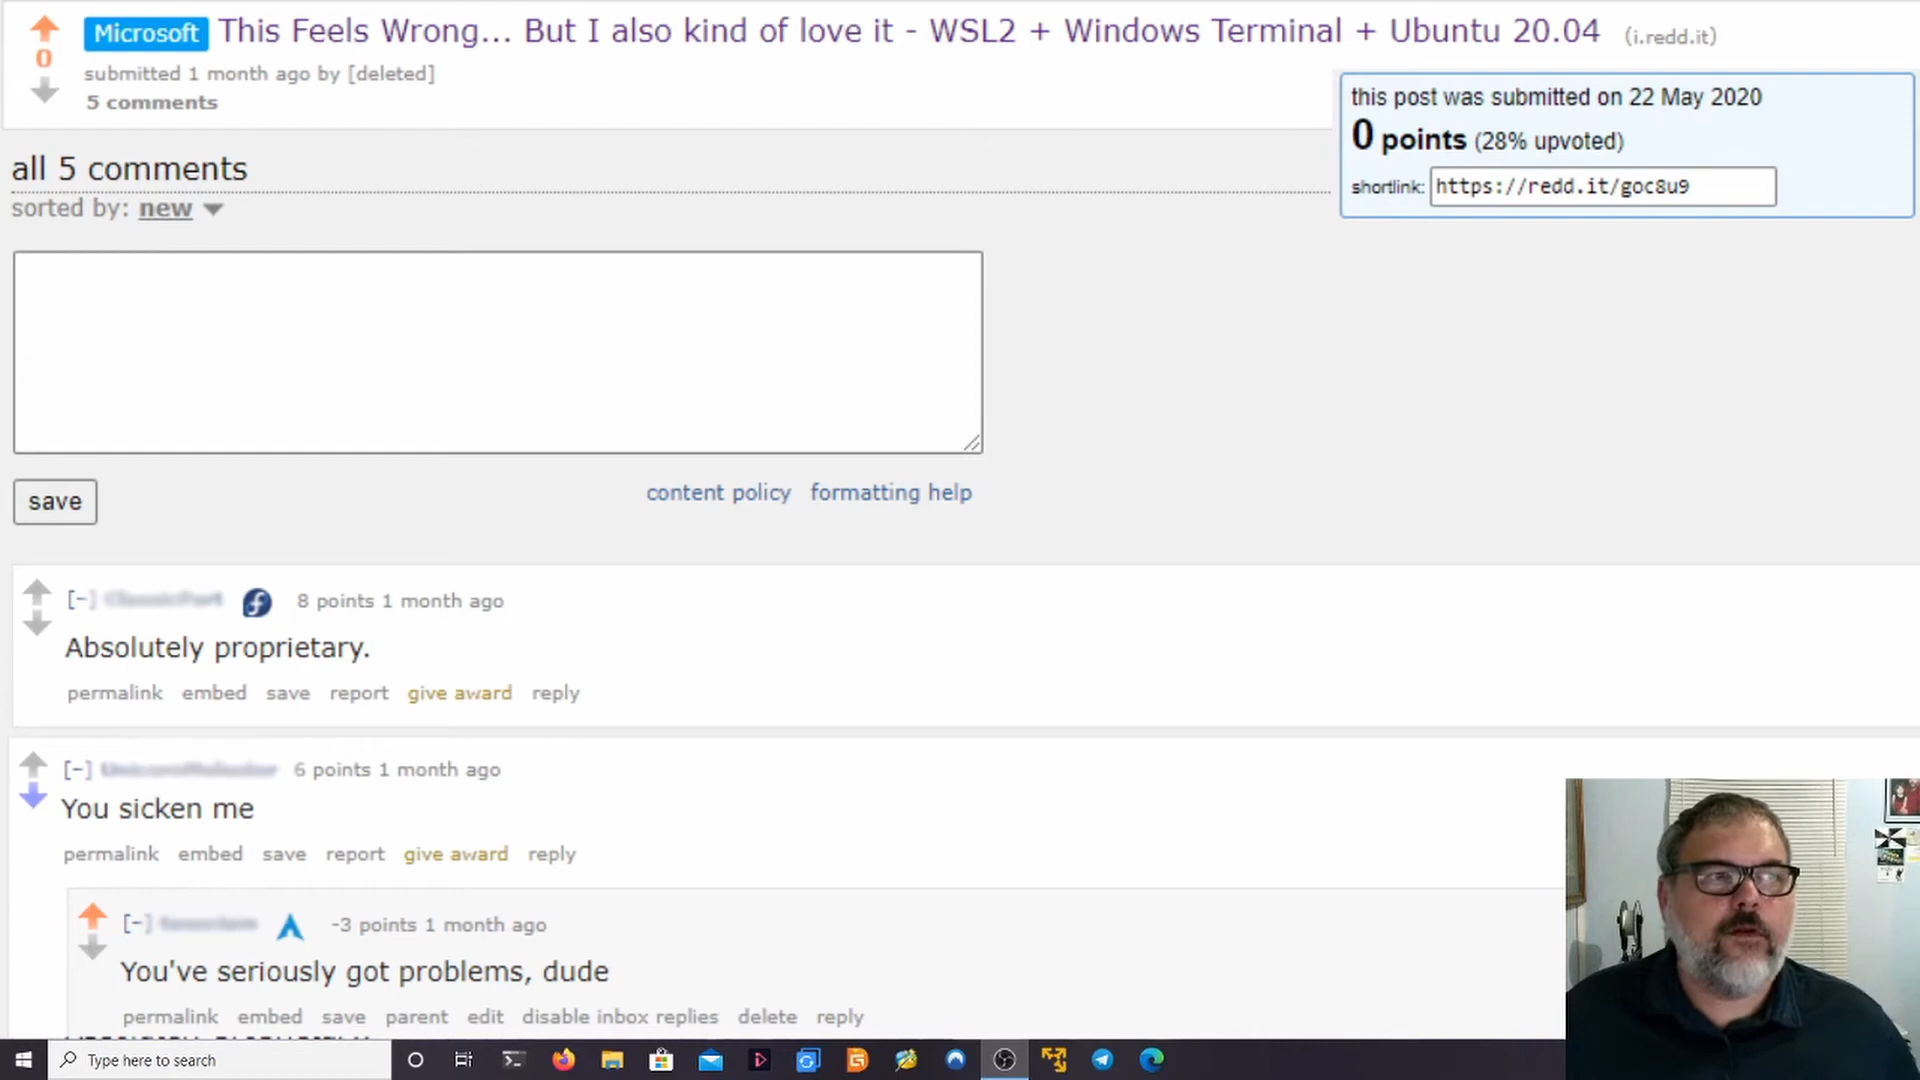 Microsoft This Feels Wrong... But I also kind of love it - WSL2 + Windows Terminal + Ubuntu 20.04 (i.redd.it)
0
submitted 1 month ago by [deleted]
5 comments
this post was submitted on 22 May 2020
0 points (28% upvoted)
shortlink: https://redd.it/goc8u9
all 5 comments
sorted by: new
save
content policy formatting help
[-] 8 points 1 month ago
Absolutely proprietary.
permalink embed save report give award reply
[-] 6 points 1 month ago
You sicken me
permalink embed save report give award reply
[-] -3 points 1 month ago
You've seriously got problems, dude
permalink embed save parent edit disable inbox replies delete reply
Type here to search